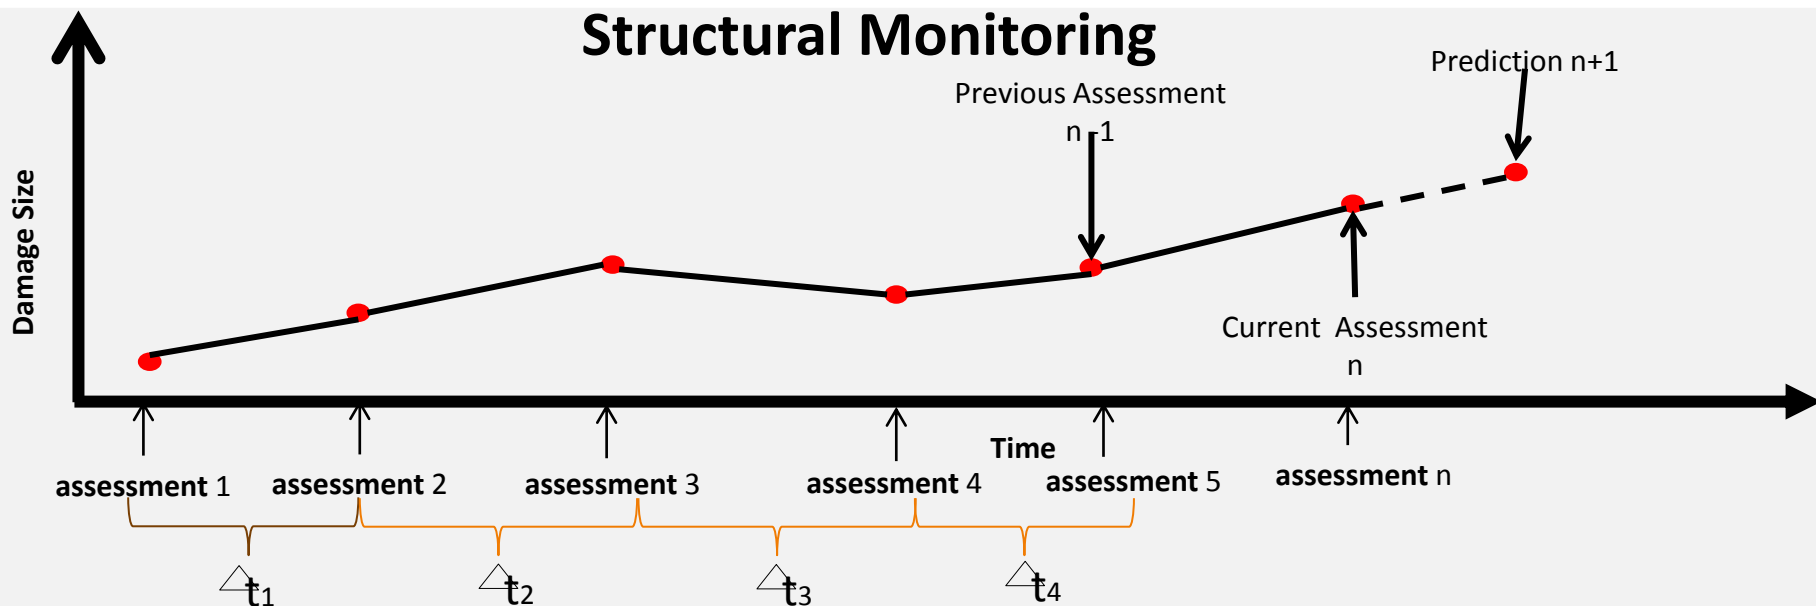 Structural Monitoring
Prediction n+1
Previous Assessment
n -1
Damage Size
Current Assessment
n
Time
assessment 1
assessment 2
assessment 3
assessment 4
assessment 5
assessment n
△t1
△t2
△t3
△t4